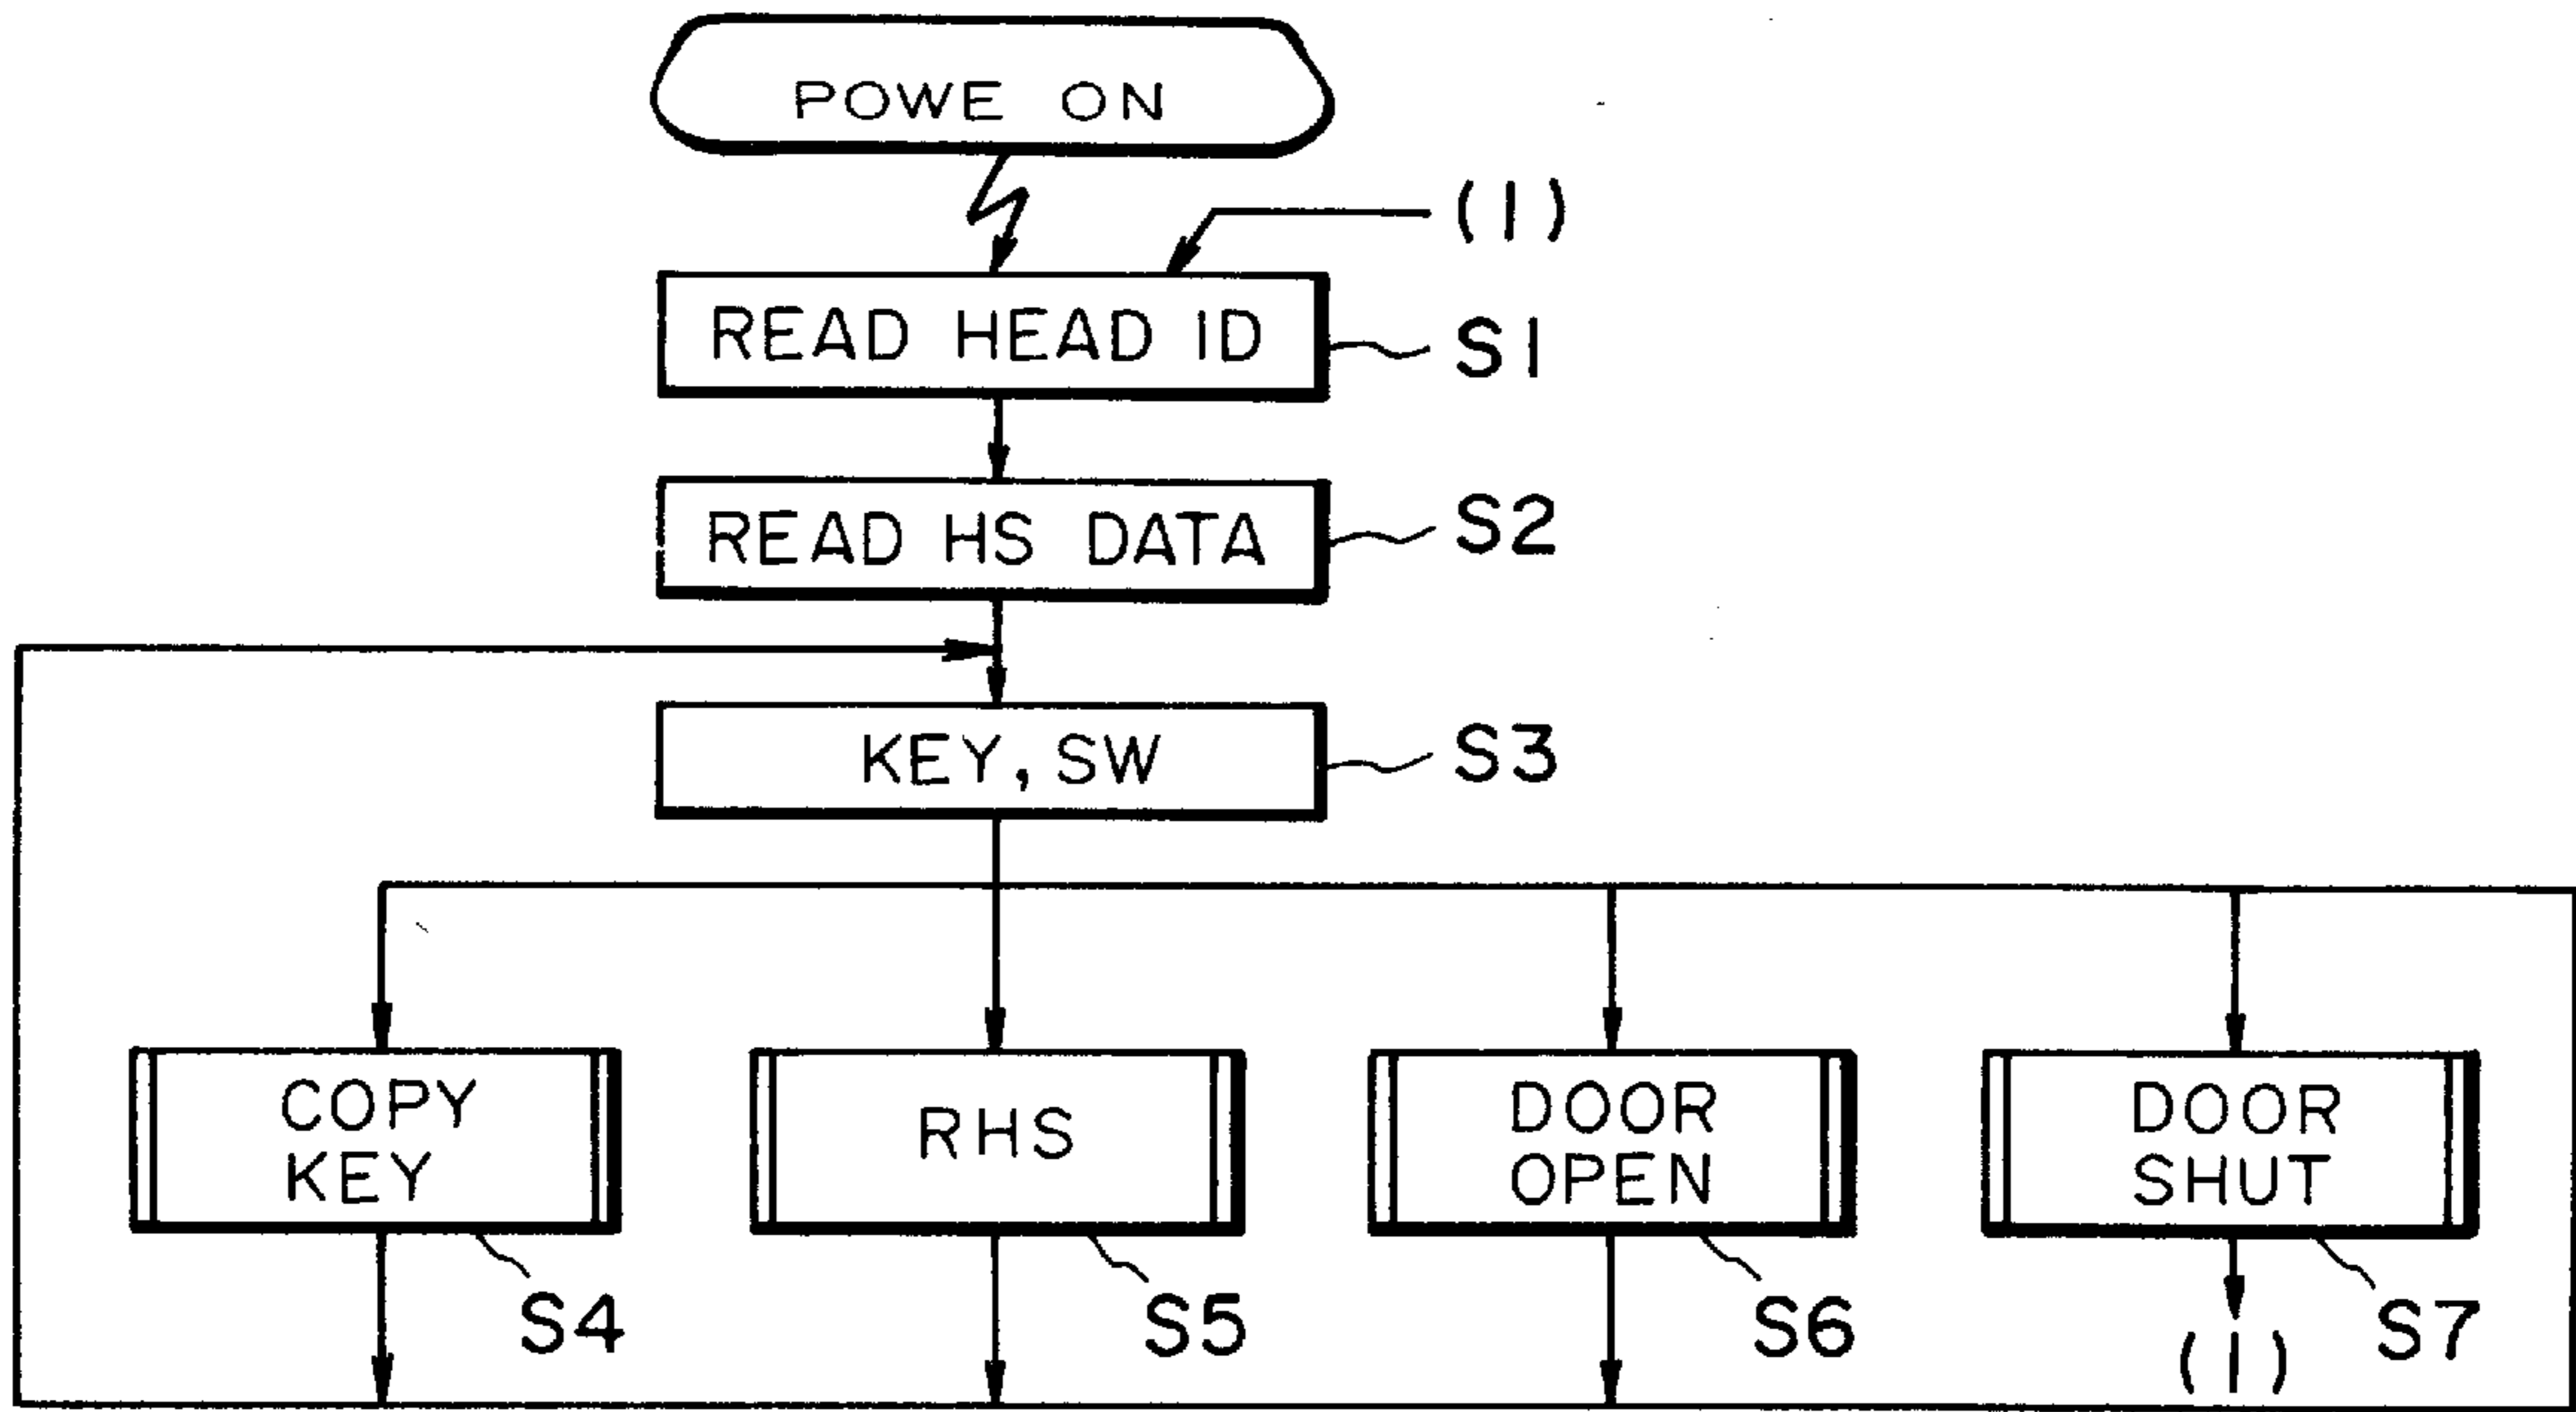 POWE ON
(1)
READ HEAD ID
S1
READ HS DATA
S2
KEY, SW
S3
COPY
KEY
RHS
DOOR
OPEN
DOOR
SHUT
S4
S5
S6
S7
(1)